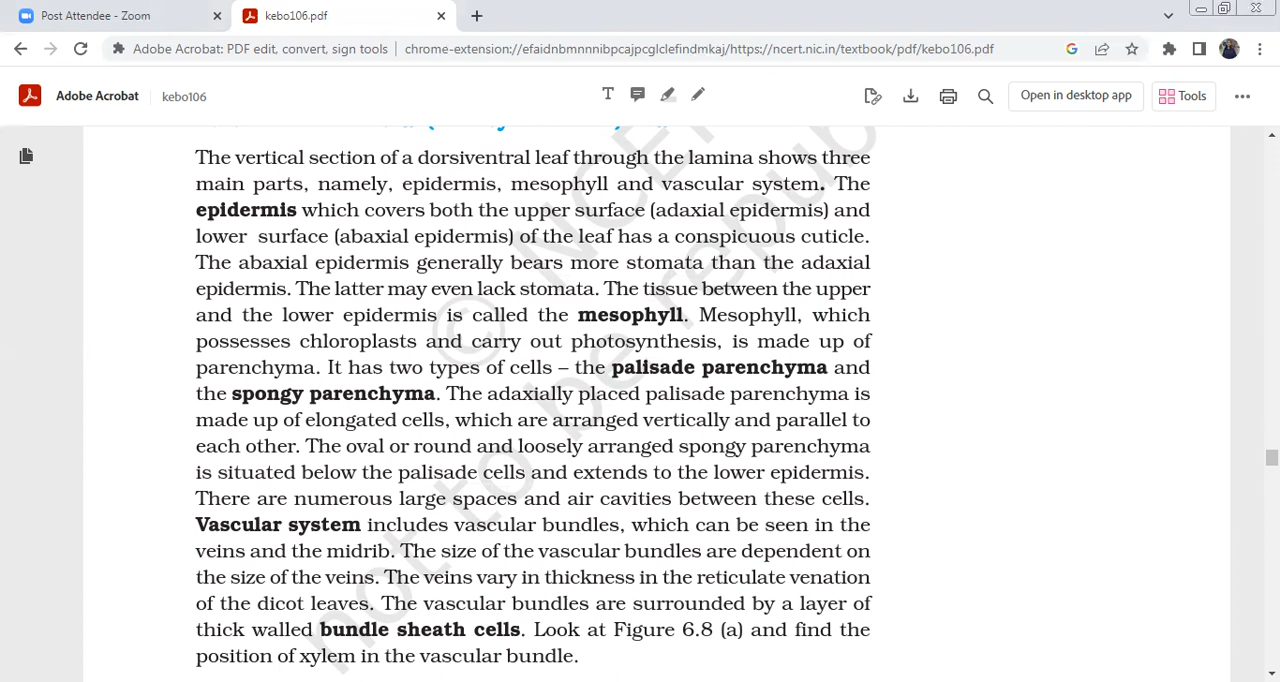 Post Attendee - Zoom
kebo106.pdf
Adobe Acrobat: PDF edit, convert, sign tools | chrome-extension://efaidnbmnnnibpcajpcglclefindmkaj/https://ncert.nic.in/textbook/pdf/kebo106.pdf
Adobe Acrobat
kebo106
Open in desktop app
Tools
The vertical section of a dorsiventral leaf through the lamina shows three
main parts, namely, epidermis, mesophyll and vascular system. The
epidermis which covers both the upper surface (adaxial epidermis) and
lower surface (abaxial epidermis) of the leaf has a conspicuous cuticle.
The abaxial epidermis generally bears more stomata than the adaxial
epidermis. The latter may even lack stomata. The tissue between the upper
and the lower epidermis is called the mesophyll. Mesophyll, which
possesses chloroplasts and carry out photosynthesis, is made up of
parenchyma. It has two types of cells – the palisade parenchyma and
the spongy parenchyma. The adaxially placed palisade parenchyma is
made up of elongated cells, which are arranged vertically and parallel to
each other. The oval or round and loosely arranged spongy parenchyma
is situated below the palisade cells and extends to the lower epidermis.
There are numerous large spaces and air cavities between these cells.
Vascular system includes vascular bundles, which can be seen in the
veins and the midrib. The size of the vascular bundles are dependent on
the size of the veins. The veins vary in thickness in the reticulate venation
of the dicot leaves. The vascular bundles are surrounded by a layer of
thick walled bundle sheath cells. Look at Figure 6.8 (a) and find the
position of xylem in the vascular bundle.
© NCE
not to be repub